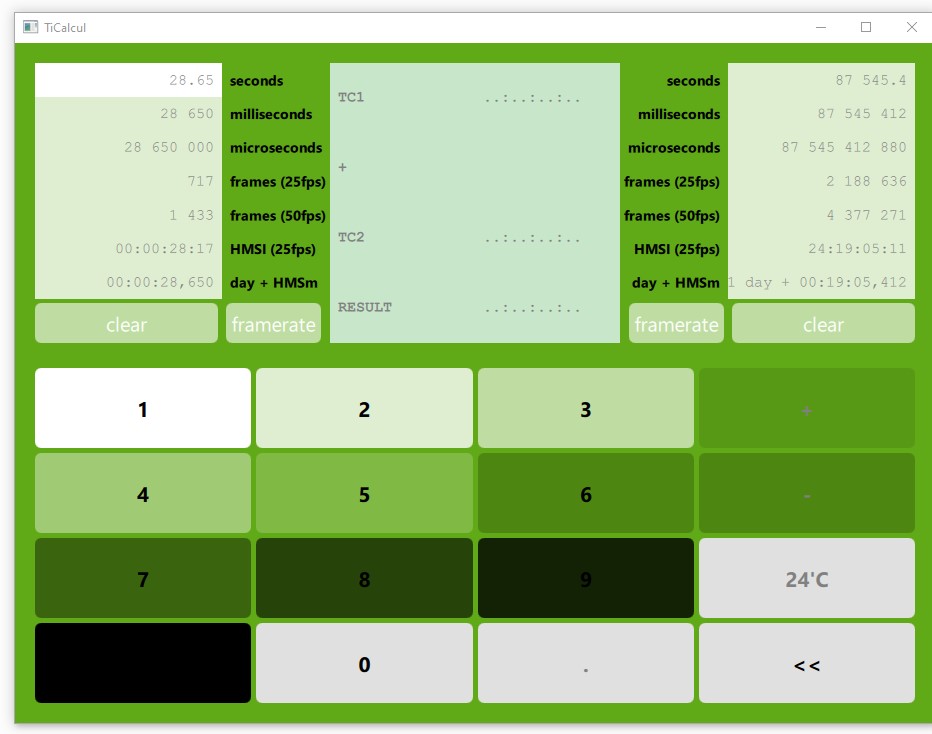 TiCalcul
28.65 seconds
28 650 milliseconds
28 650 000 microseconds
717 frames (25fps)
1 433 frames (50fps)
00:00:28:17 HMSI (25fps)
00:00:28,650 day + HMSm
clear framerate
TC1 ..:..:..:..
+
TC2 ..:..:..:..
RESULT ..:..:..:..
seconds 87 545.4
milliseconds 87 545 412
microseconds 87 545 412 880
frames (25fps) 2 188 636
frames (50fps) 4 377 271
HMSI (25fps) 24:19:05:11
day + HMSm 1 day + 00:19:05,412
framerate clear
1 2 3 +
4 5 6 -
7 8 9 24'C
0 . <<